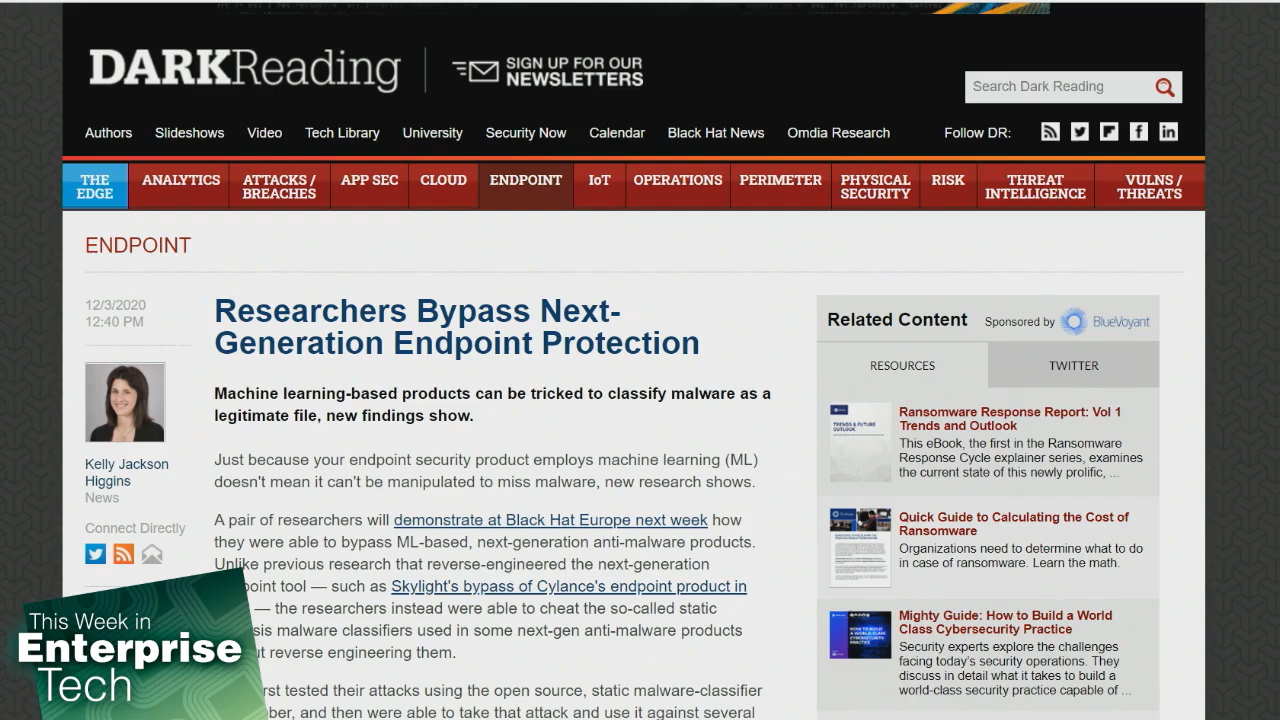 DARKReading
SIGN UP FOR OUR
NEWSLETTERS
Search Dark Reading
Authors Slideshows Video Tech Library University Security Now Calendar Black Hat News Omdia Research Follow DR:
THE EDGE
ANALYTICS
ATTACKS / BREACHES
APP SEC
CLOUD
ENDPOINT
IoT
OPERATIONS
PERIMETER
PHYSICAL SECURITY
RISK
THREAT INTELLIGENCE
VULNS / THREATS
ENDPOINT
12/3/2020
12:40 PM
Kelly Jackson
Higgins
News
Connect Directly
Researchers Bypass Next-
Generation Endpoint Protection
Machine learning-based products can be tricked to classify malware as a
legitimate file, new findings show.
Just because your endpoint security product employs machine learning (ML)
doesn't mean it can't be manipulated to miss malware, new research shows.
A pair of researchers will demonstrate at Black Hat Europe next week how
they were able to bypass ML-based, next-generation anti-malware products.
Unlike previous research that reverse-engineered the next-generation
point tool — such as Skylight's bypass of Cylance's endpoint product in
— the researchers instead were able to cheat the so-called static
sis malware classifiers used in some next-gen anti-malware products
ut reverse engineering them.
rst tested their attacks using the open source, static malware-classifier
ber, and then were able to take that attack and use it against several
Related Content
Sponsored by BlueVoyant
RESOURCES
TWITTER
TRENDS & FUTURE
OUTLOOK
Ransomware Response Report: Vol 1
Trends and Outlook
This eBook, the first in the Ransomware
Response Cycle explainer series, examines
the current state of this newly prolific, ...
Quick Guide to Calculating the Cost of
Ransomware
Organizations need to determine what to do
in case of ransomware. Learn the math.
HOW TO BUILD
A WORLD-CLASS
Mighty Guide: How to Build a World
Class Cybersecurity Practice
Security experts explore the challenges
facing today's security operations. They
discuss in detail what it takes to build a
world-class security practice capable of ...
This Week in
Enterprise
Tech